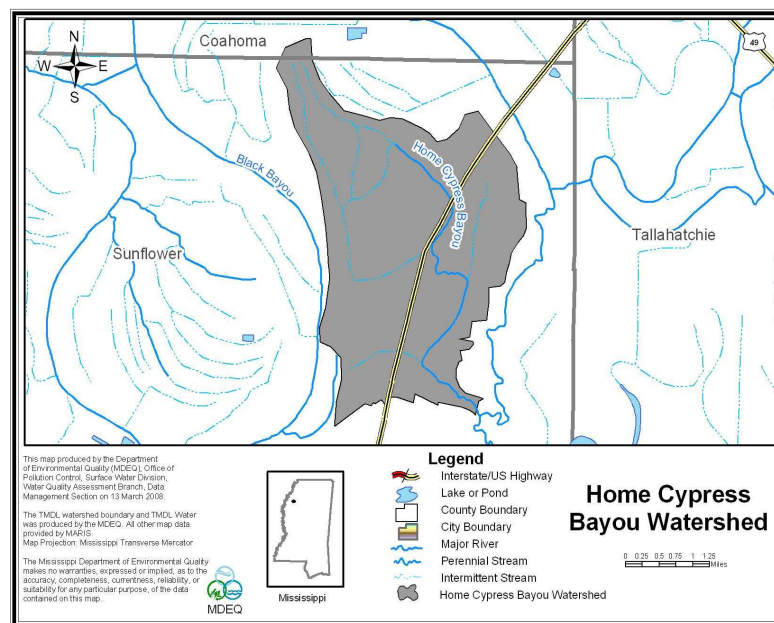 Coahoma
N
W E
S
49
Black Bayou
Home Cypress Bayou
Sunflower
Tallahatchie
This map produced by the Department
of Environmental Quality (MDEQ), Office of
Pollution Control, Surface Water Division,
Water Quality Assessment Branch, Data
Management Section on 13 March 2008.
The TMDL watershed boundary and TMDL Water
was produced by the MDEQ. All other map data
provided by MARIS.
Map Projection: Mississippi Transverse Mercator
The Mississippi Department of Environmental Quality
makes no warranties, expressed or implied, as to the
accuracy, completeness, currentness, reliability, or
suitability for any particular purpose, of the data
contained on this map.
MDEQ
Mississippi
Legend
Interstate/US Highway
Lake or Pond
County Boundary
City Boundary
Major River
Perennial Stream
Intermittent Stream
Home Cypress Bayou Watershed
Home Cypress
Bayou Watershed
0 0.25 0.5 0.75 1 1.25
Miles